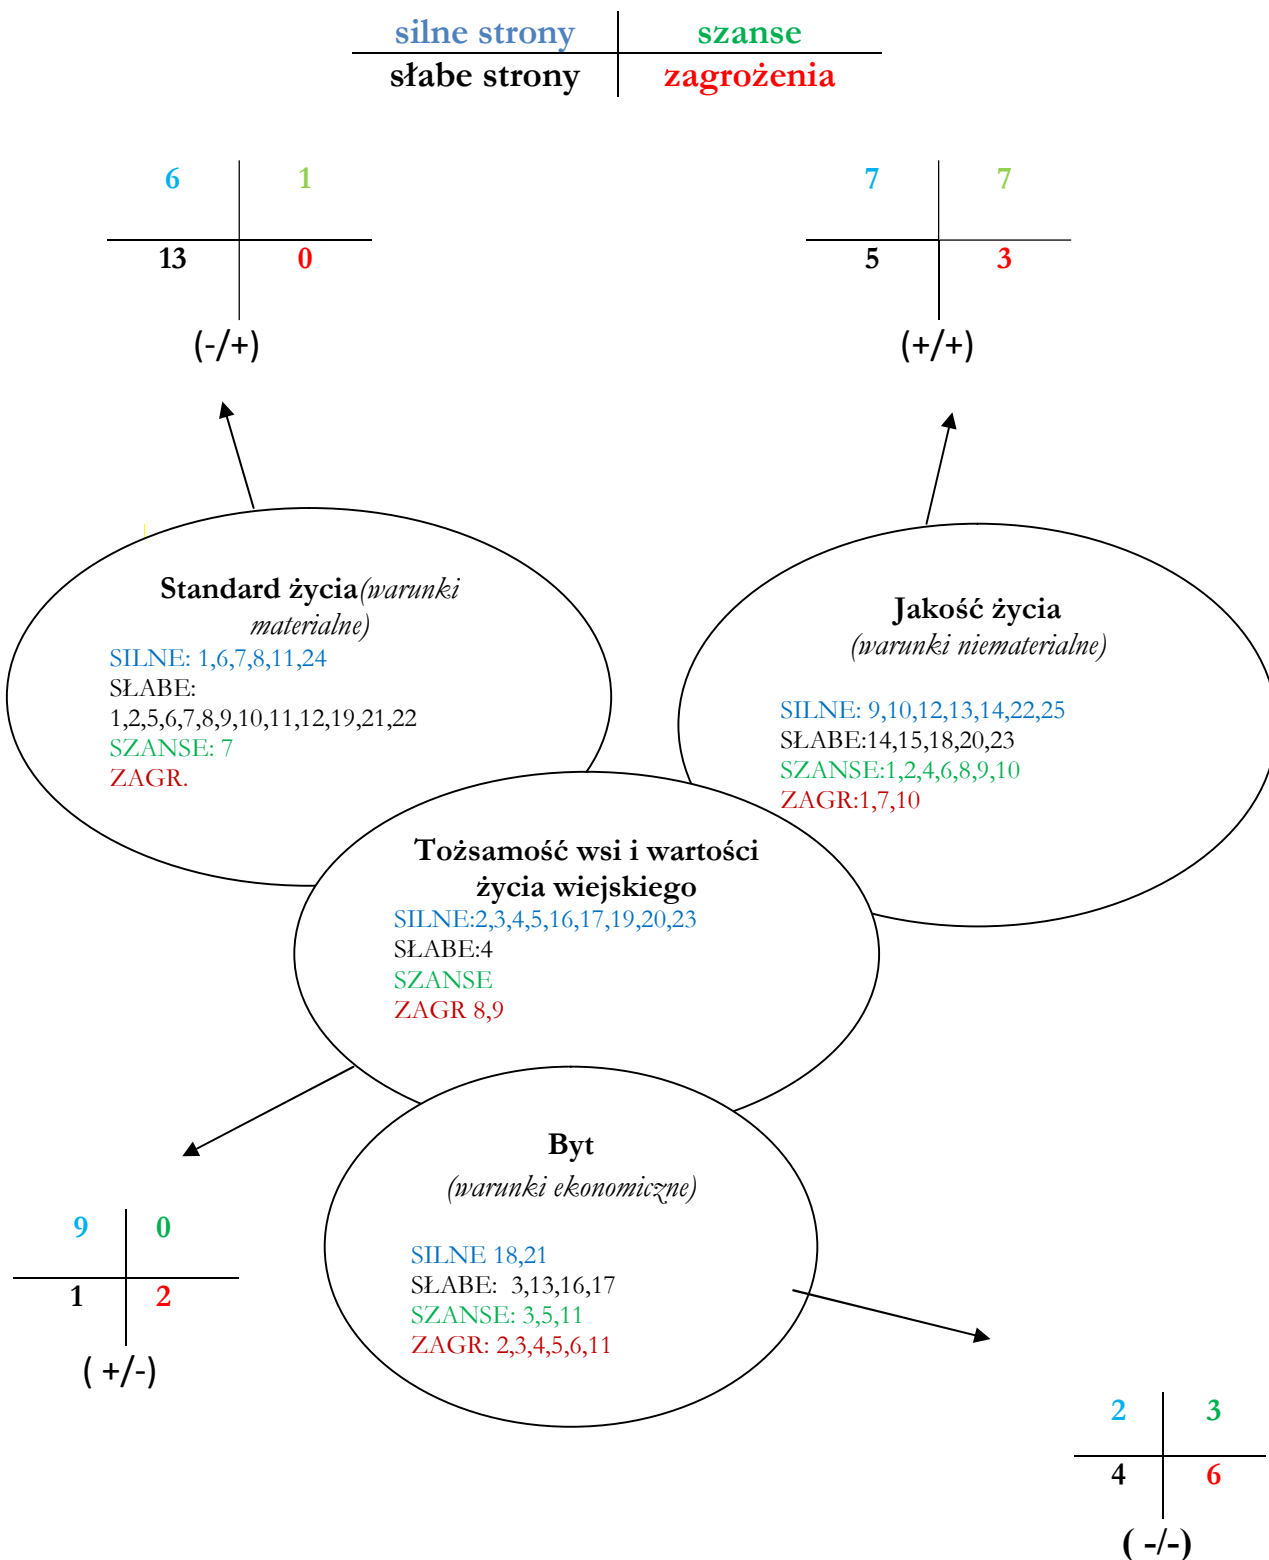 silne strony szanse
słabe strony zagrożenia
6 1
13 0
(-/+)
7 7
5 3
(+/+)
Standard życia(warunki
materialne)
SILNE: 1,6,7,8,11,24
SŁABE:
1,2,5,6,7,8,9,10,11,12,19,21,22
SZANSE: 7
ZAGR.
Jakość życia
(warunki niematerialne)
SILNE: 9,10,12,13,14,22,25
SŁABE:14,15,18,20,23
SZANSE:1,2,4,6,8,9,10
ZAGR:1,7,10
Tożsamość wsi i wartości
życia wiejskiego
SILNE:2,3,4,5,16,17,19,20,23
SŁABE:4
SZANSE
ZAGR 8,9
Byt
(warunki ekonomiczne)
SILNE 18,21
SŁABE: 3,13,16,17
SZANSE: 3,5,11
ZAGR: 2,3,4,5,6,11
9 0
1 2
( +/-)
2 3
4 6
( -/-)